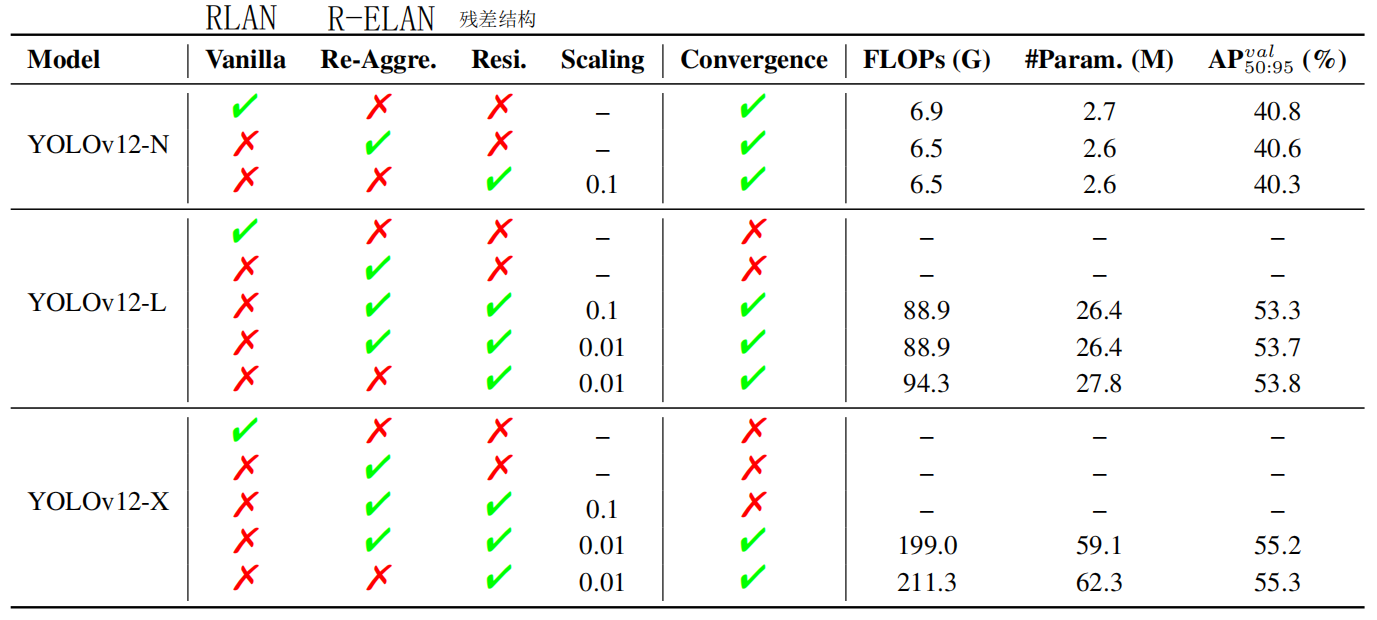 RLAN R-ELAN 残差结构
Model Vanilla Re-Aggre. Resi. Scaling Convergence FLOPs (G) #Param. (M) AP^{val}_{50:95} (%)
✓ ✗ ✗ – ✓ 6.9 2.7 40.8
YOLOv12-N ✗ ✓ ✗ – ✓ 6.5 2.6 40.6
✗ ✗ ✓ 0.1 ✓ 6.5 2.6 40.3
✓ ✗ ✗ – ✗ – – –
✗ ✓ ✗ – ✗ – – –
YOLOv12-L ✗ ✓ ✓ 0.1 ✓ 88.9 26.4 53.3
✗ ✓ ✓ 0.01 ✓ 88.9 26.4 53.7
✗ ✗ ✓ 0.01 ✓ 94.3 27.8 53.8
✓ ✗ ✗ – ✗ – – –
✗ ✓ ✗ – ✗ – – –
YOLOv12-X ✗ ✓ ✓ 0.1 ✗ – – –
✗ ✓ ✓ 0.01 ✓ 199.0 59.1 55.2
✗ ✗ ✓ 0.01 ✓ 211.3 62.3 55.3